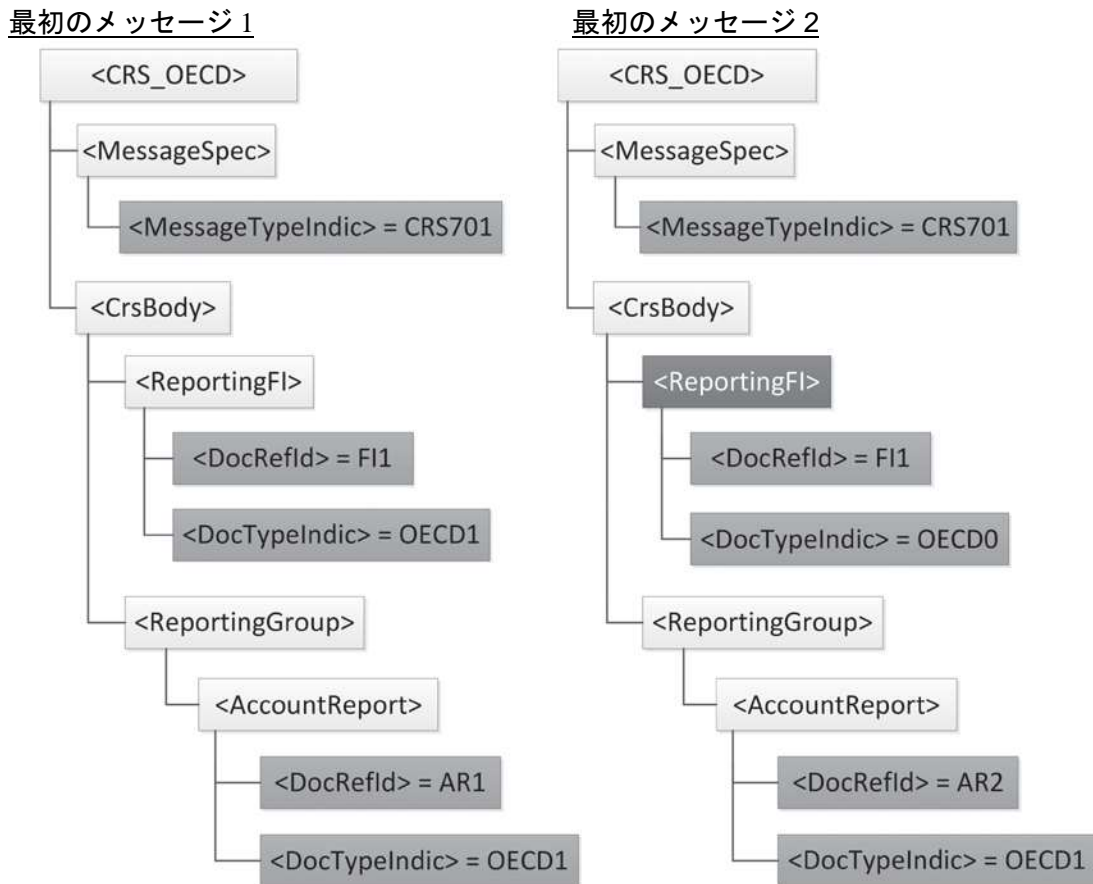 最初のメッセージ 1
<CRS_OECD>
<MessageSpec>
<MessageTypeIndic> = CRS701
<CrsBody>
<ReportingFI>
<DocRefId> = FI1
<DocTypeIndic> = OECD1
<ReportingGroup>
<AccountReport>
<DocRefId> = AR1
<DocTypeIndic> = OECD1
最初のメッセージ 2
<CRS_OECD>
<MessageSpec>
<MessageTypeIndic> = CRS701
<CrsBody>
<ReportingFI>
<DocRefId> = FI1
<DocTypeIndic> = OECD0
<ReportingGroup>
<AccountReport>
<DocRefId> = AR2
<DocTypeIndic> = OECD1